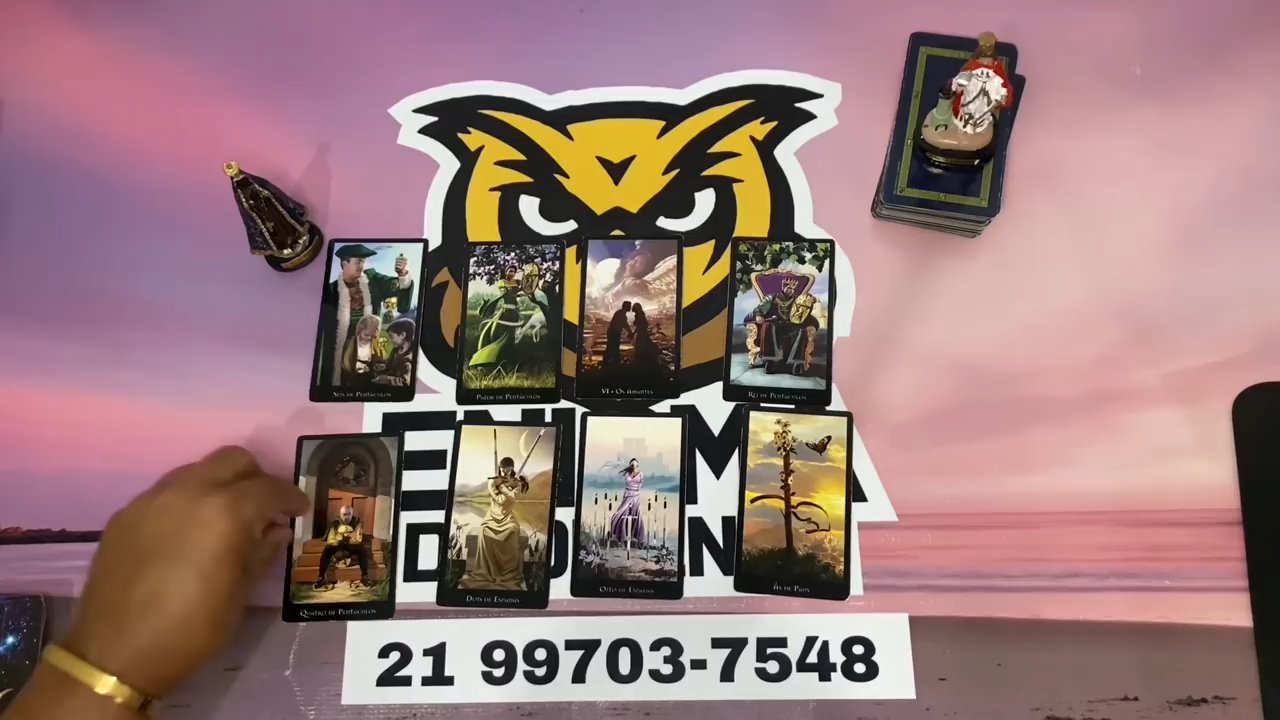 SEIS DE PENTÁCULOS
PAJEM DE PENTÁCULOS
VI • OS AMANTES
REI DE PENTÁCULOS
QUATRO DE PENTÁCULOS
DOIS DE ESPADAS
OITO DE ESPADAS
ÁS DE PAUS
21 99703-7548